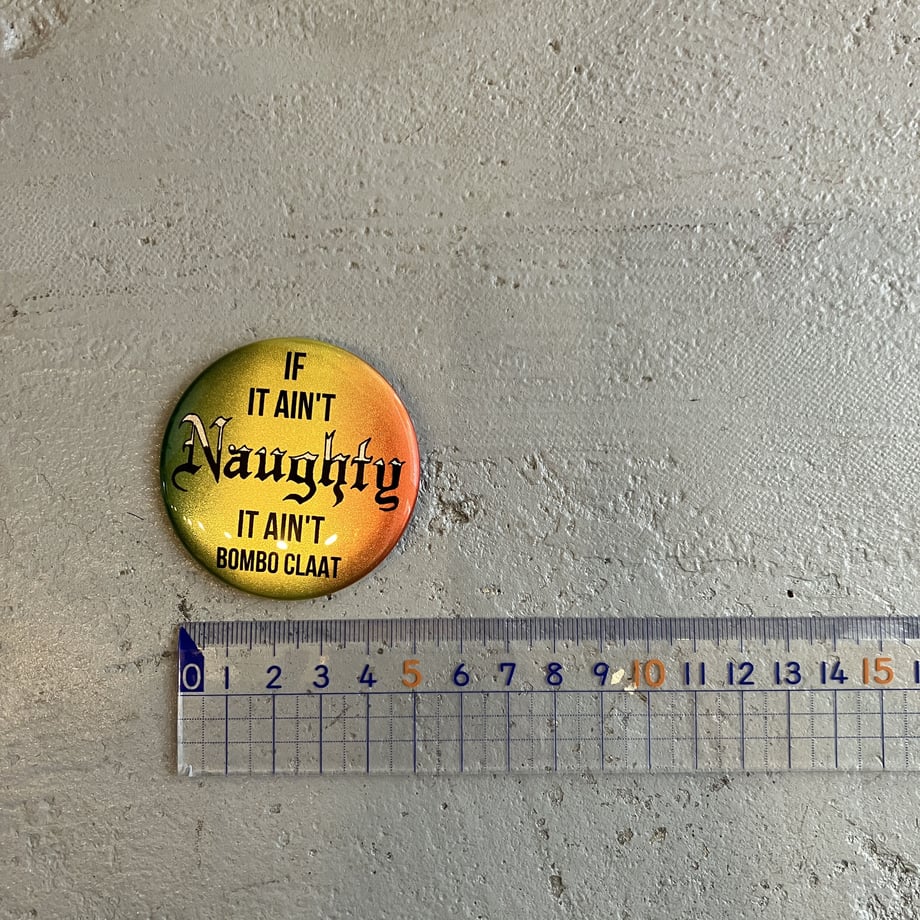 IF
IT AIN'T
Naughty
IT AIN'T
BOMBO CLAAT
0 1 2 3 4 5 6 7 8 9 10 11 12 13 14 15